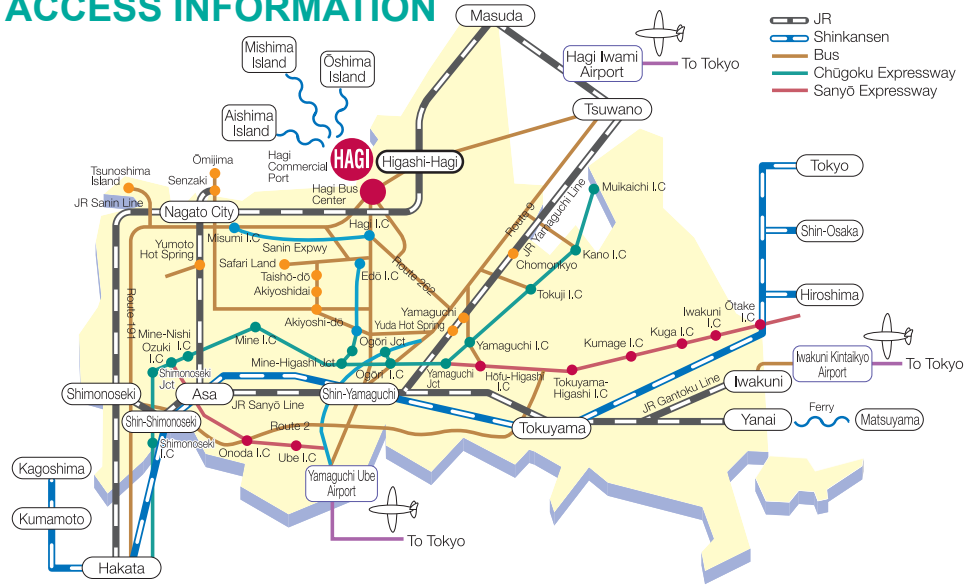 ACCESS INFORMATION
Masuda
JR
Shinkansen
Bus
Chūgoku Expressway
Sanyō Expressway
Mishima
Island
Ōshima
Island
Aishima
Island
Hagi Iwami
Airport
To Tokyo
Tsuwano
Hagi
Commercial
Port
HAGI
Higashi-Hagi
Hagi Bus
Center
Tsunoshima
Island
Ōmijima
Senzaki
JR Sanin Line
Nagato City
Misumi I.C
Hagi I.C
Sanin Expwy
Yumoto
Hot Spring
Safari Land
Taishō-dō
Akiyoshidai
Akiyoshi-dō
Edō I.C
Route 262
Route 9
JR Yamaguchi Line
Muikaichi I.C
Kano I.C
Chomonkyo
Tokuji I.C
Tokyo
Shin-Osaka
Hiroshima
Route 191
Yamaguchi
Yuda Hot Spring
Mine-Nishi
I.C
Ozuki
I.C
Mine I.C
Mine-Higashi Jct
Ogōri Jct
Ogōri I.C
Yamaguchi I.C
Yamaguchi
Jct
Hōfu-Higashi
I.C
Tokuyama-
Higashi I.C
Kumage I.C
Kuga I.C
Iwakuni
I.C
Ōtake
I.C
Iwakuni Kintaikyo
Airport
To Tokyo
Iwakuni
JR Gantoku Line
Shimonoseki
Jct
Shimonoseki
Asa
JR Sanyō Line
Shin-Yamaguchi
Shin-Shimonoseki
Shimonoseki
I.C
Route 2
Onoda I.C
Ube I.C
Tokuyama
Yanai
Ferry
Matsuyama
Kagoshima
Kumamoto
Hakata
Yamaguchi Ube
Airport
To Tokyo